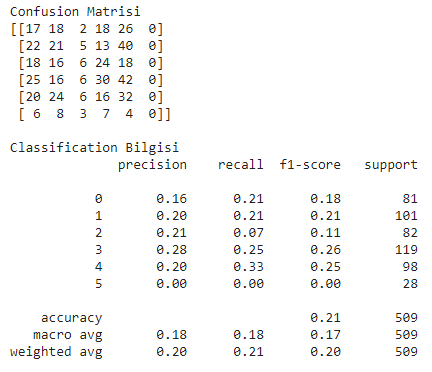 Confusion Matrisi
[[17 18 2 18 26 0]
[22 21 5 13 40 0]
[18 16 6 24 18 0]
[25 16 6 30 42 0]
[20 24 6 16 32 0]
[ 6 8 3 7 4 0]]
Classification Bilgisi
precision recall f1-score support
0 0.16 0.21 0.18 81
1 0.20 0.21 0.21 101
2 0.21 0.07 0.11 82
3 0.28 0.25 0.26 119
4 0.20 0.33 0.25 98
5 0.00 0.00 0.00 28
accuracy 0.21 509
macro avg 0.18 0.18 0.17 509
weighted avg 0.20 0.21 0.20 509